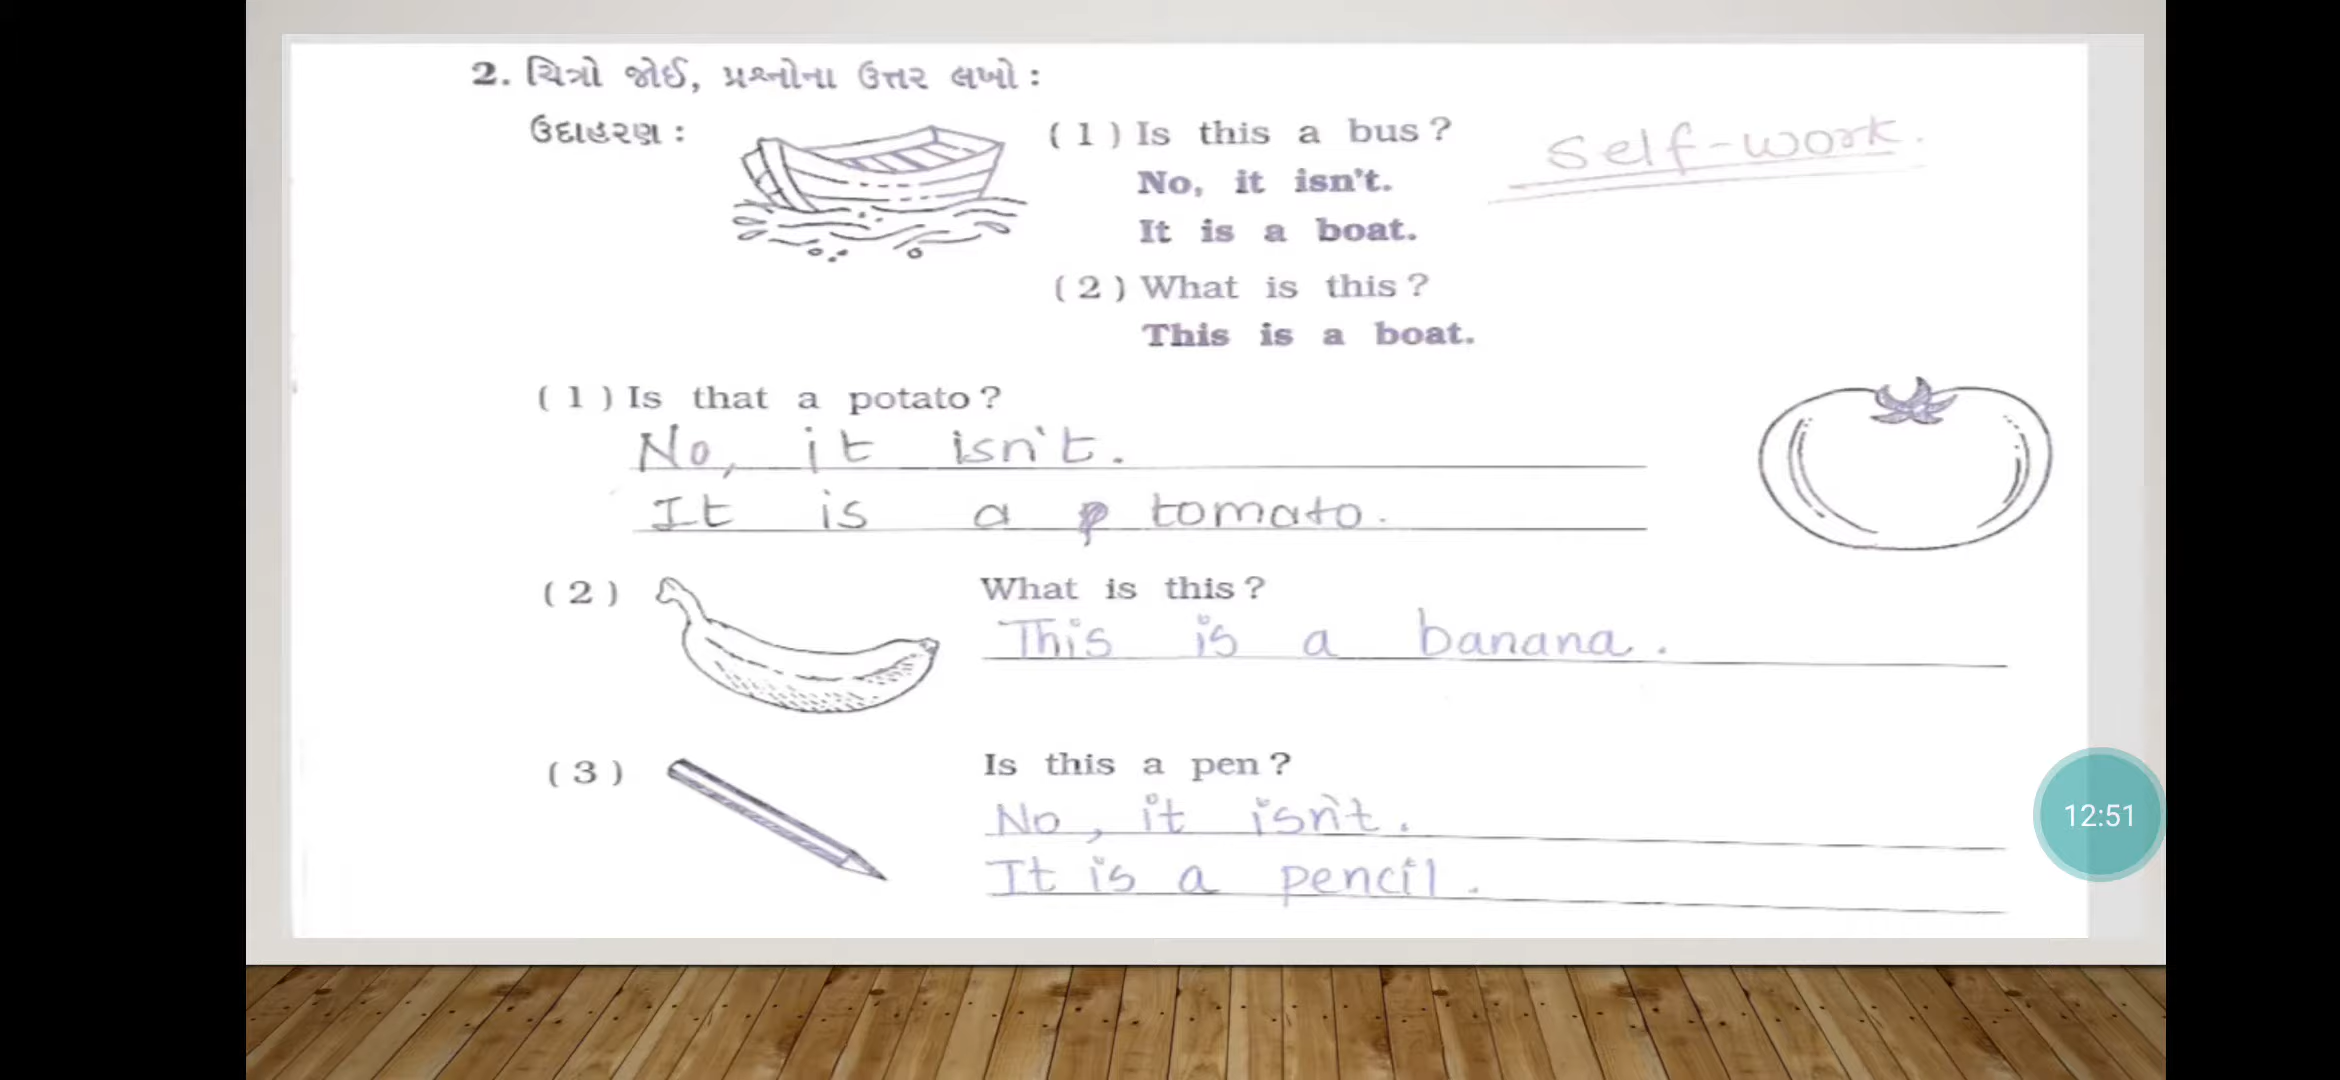 2. ચિત્રો જોઈ, પ્રશ્નોના ઉત્તર લખો :
ઉદાહરણ :
( 1 ) Is this a bus ?
self-work.
No, it isn't.
It is a boat.
( 2 ) What is this ?
This is a boat.
( 1 ) Is that a potato ?
No, it isn't.
It is a tomato.
( 2 )
What is this ?
This is a banana.
( 3 )
Is this a pen ?
No, it isn't.
It is a pencil.
12:51